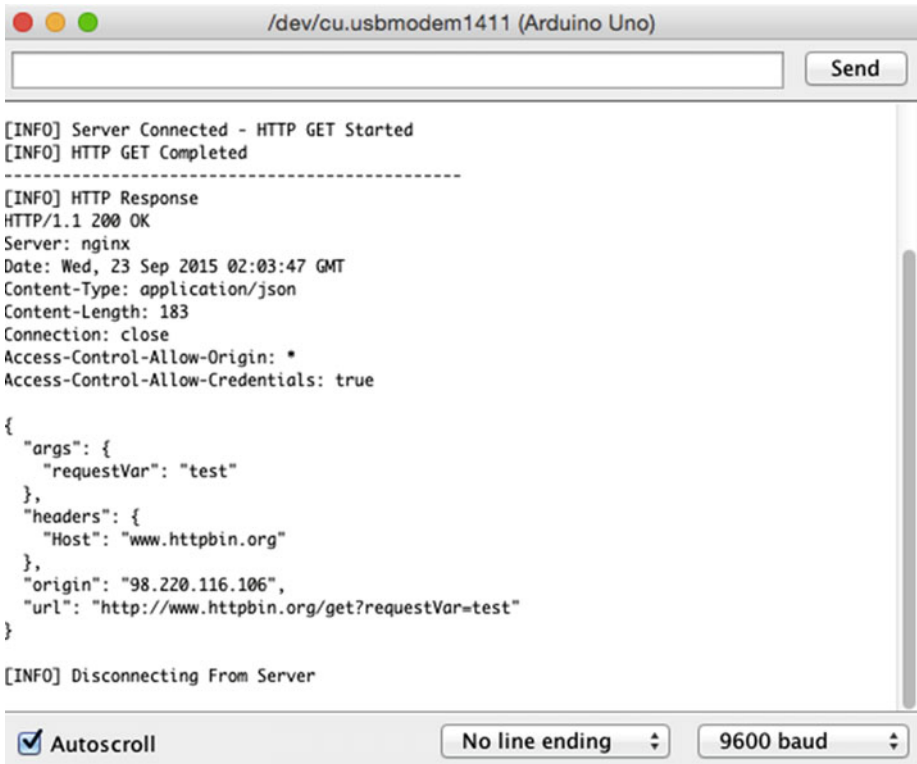 /dev/cu.usbmodem1411 (Arduino Uno)
Send
[INFO] Server Connected - HTTP GET Started
[INFO] HTTP GET Completed
-----------------------------------------------
[INFO] HTTP Response
HTTP/1.1 200 OK
Server: nginx
Date: Wed, 23 Sep 2015 02:03:47 GMT
Content-Type: application/json
Content-Length: 183
Connection: close
Access-Control-Allow-Origin: *
Access-Control-Allow-Credentials: true
{
  "args": {
    "requestVar": "test"
  },
  "headers": {
    "Host": "www.httpbin.org"
  },
  "origin": "98.220.116.106",
  "url": "http://www.httpbin.org/get?requestVar=test"
}
[INFO] Disconnecting From Server
Autoscroll
No line ending
9600 baud